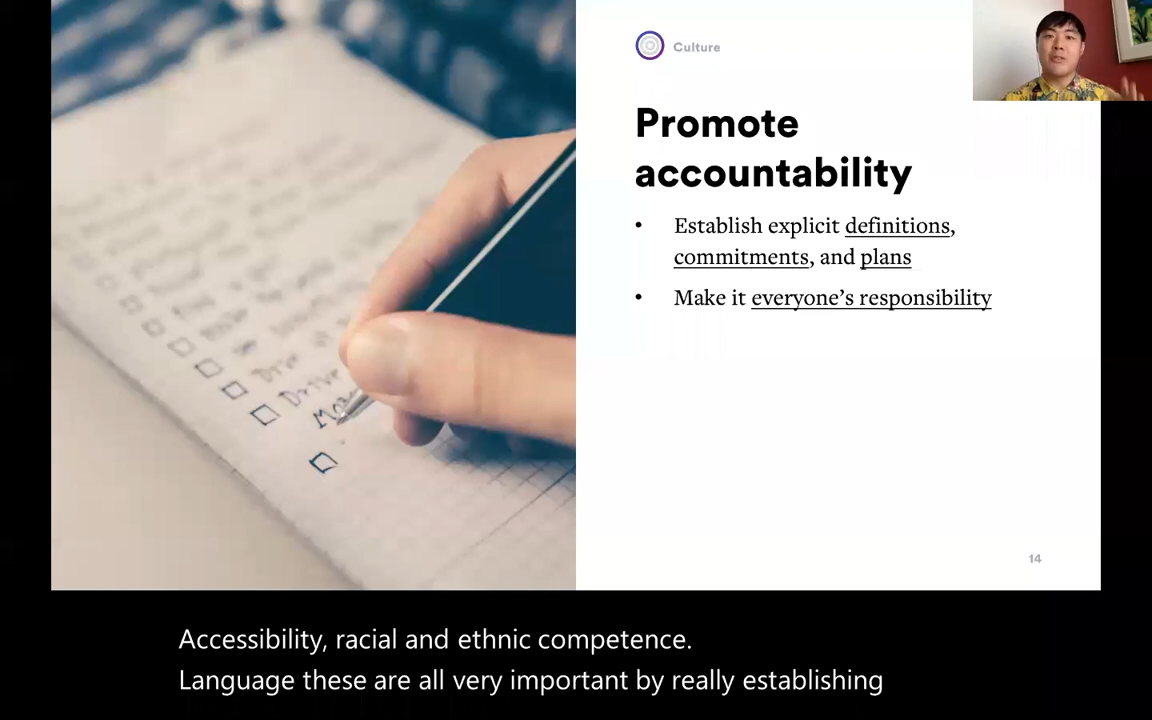 Culture
Promote
accountability
• Establish explicit definitions,
commitments, and plans
• Make it everyone’s responsibility
14
Accessibility, racial and ethnic competence.
Language these are all very important by really establishing